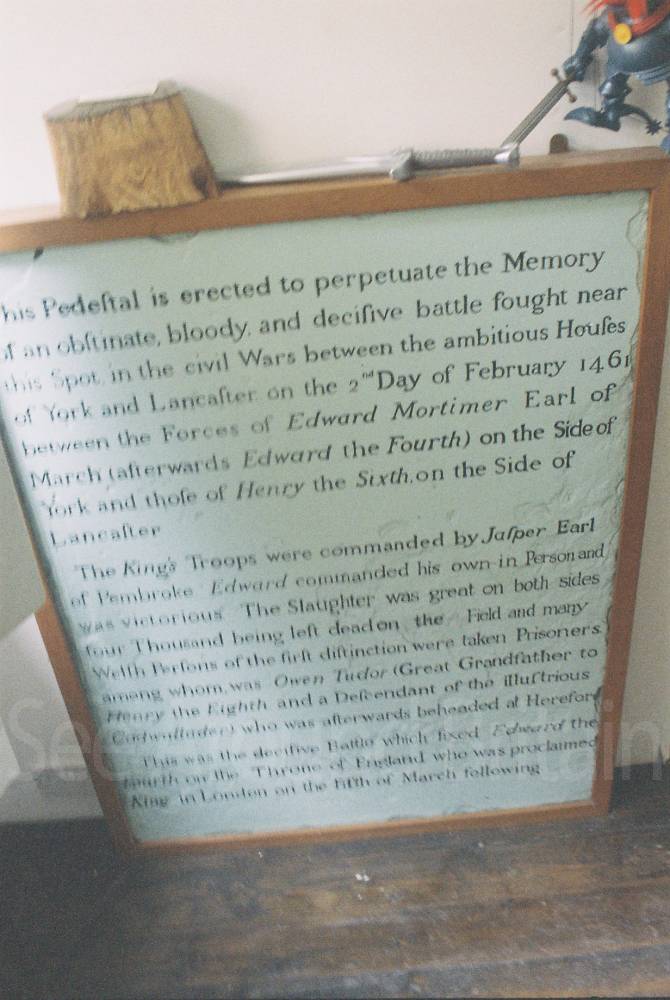 his Pedeſtal is erected to perpetuate the Memory
of an obſtinate, bloody, and deciſive battle fought near
this Spot, in the civil Wars between the ambitious Houſes
of York and Lancaſter on the 2nd Day of February 1461
between the Forces of Edward Mortimer Earl of
March (afterwards Edward the Fourth) on the Side of
York and thoſe of Henry the Sixth, on the Side of
Lancaſter
The King's Troops were commanded by Jaſper Earl
of Pembroke Edward commanded his own in Person and
was victorious The Slaughter was great on both sides
four Thousand being left dead on the Field and many
Welſh Perſons of the firſt diſtinction were taken Prisoners
among whom was Owen Tudor (Great Grandfather to
Henry the Eighth and a Deſcendant of the illuſtrious
Cadwallader) who was afterwards beheaded at Hereford
This was the deciſive Battle which fixed Edward the
Fourth on the Throne of England who was proclaimed
King in London on the fifth of March following
See Around Britain